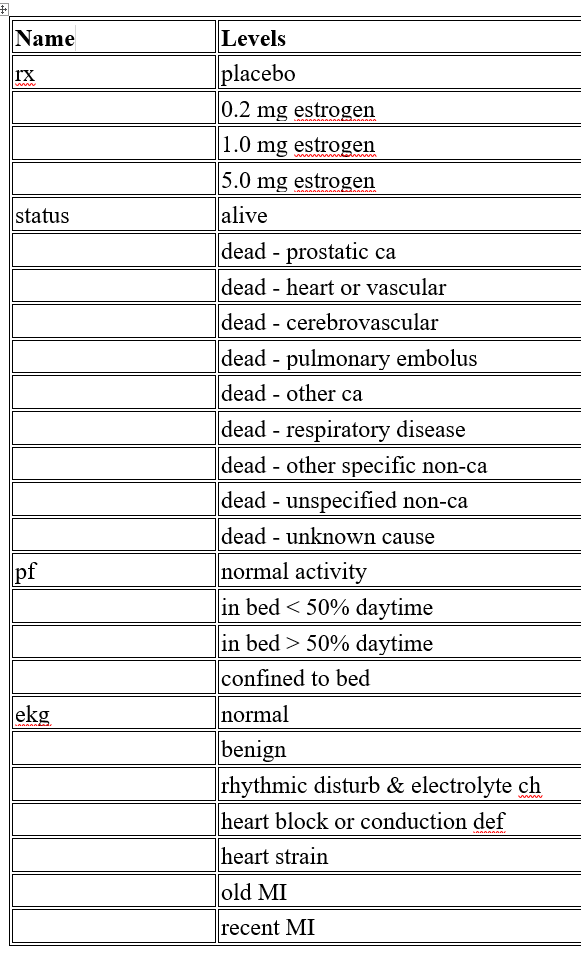 Name Levels
rx placebo
0.2 mg estrogen
1.0 mg estrogen
5.0 mg estrogen
status alive
dead - prostatic ca
dead - heart or vascular
dead - cerebrovascular
dead - pulmonary embolus
dead - other ca
dead - respiratory disease
dead - other specific non-ca
dead - unspecified non-ca
dead - unknown cause
pf normal activity
in bed < 50% daytime
in bed > 50% daytime
confined to bed
ekg normal
benign
rhythmic disturb & electrolyte ch
heart block or conduction def
heart strain
old MI
recent MI